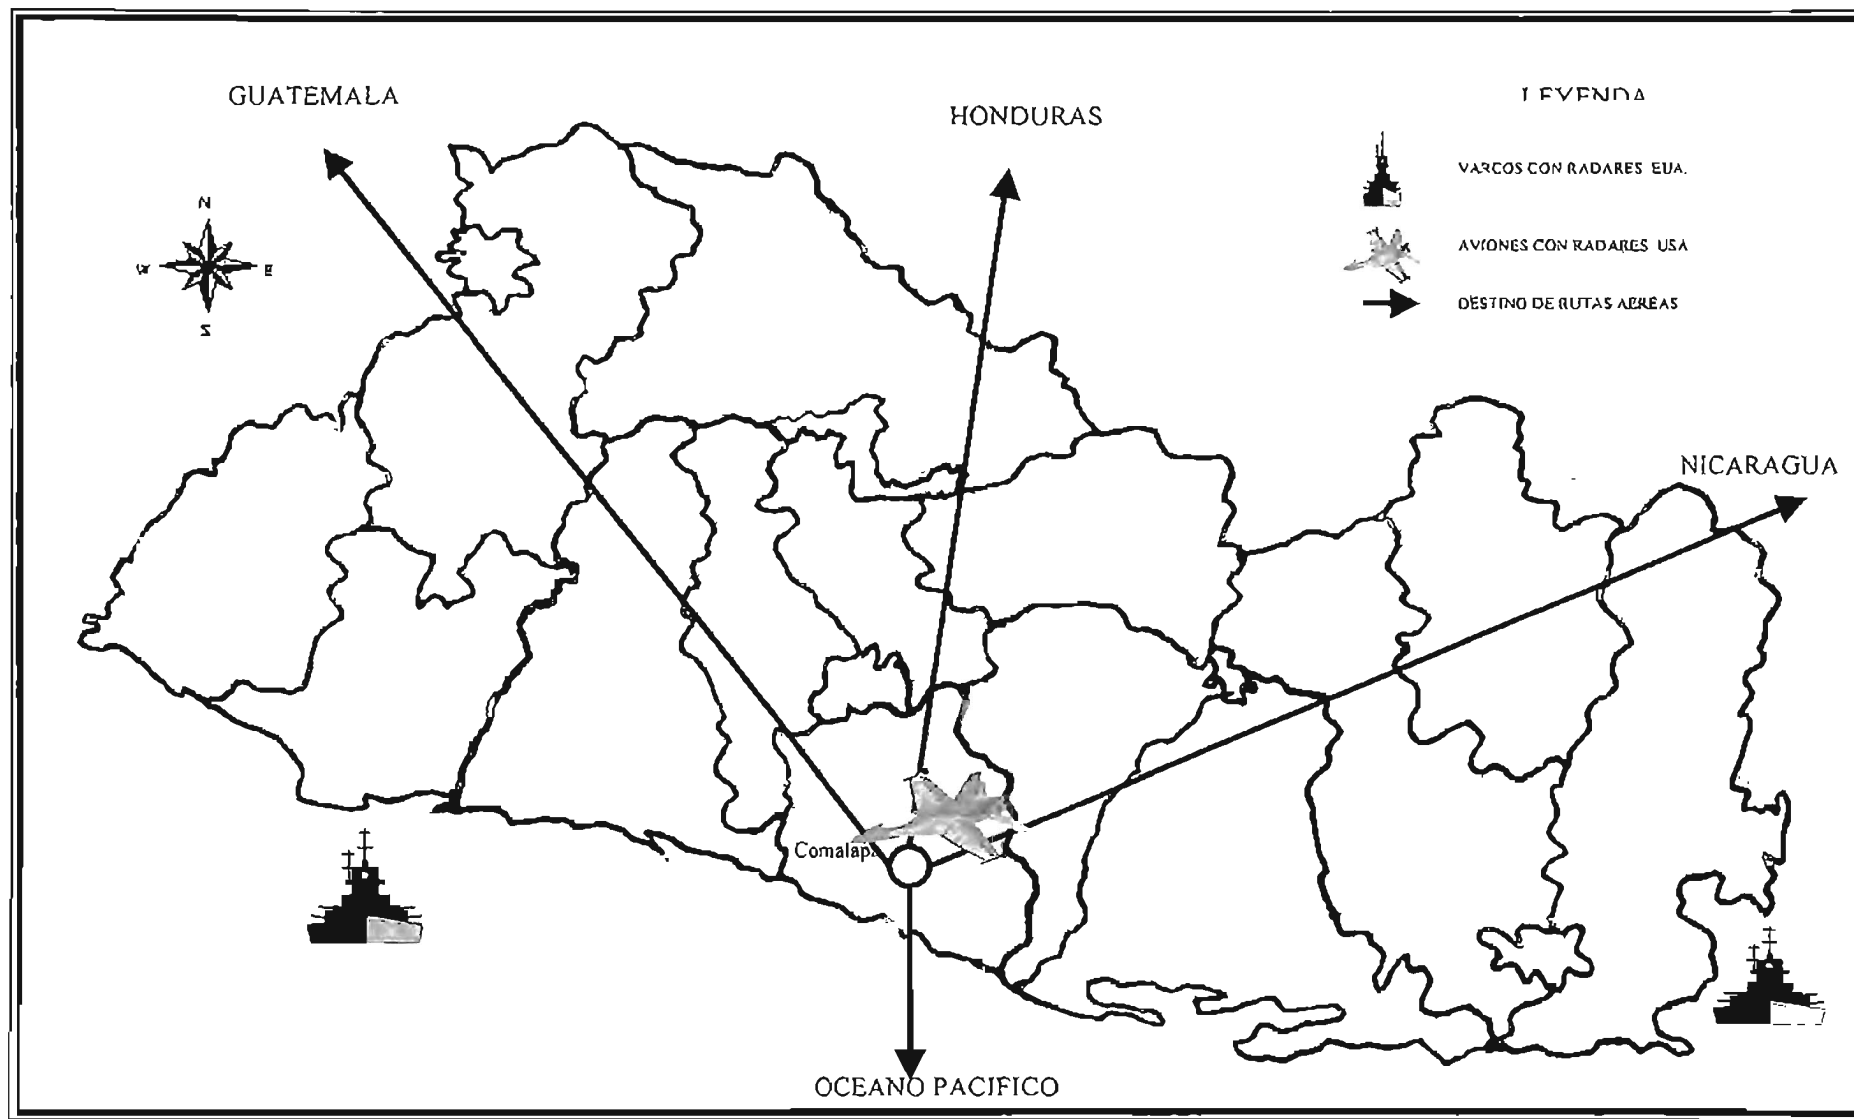 GUATEMALA
HONDURAS
LEYENDA
VARCOS CON RADARES EUA.
AVIONES CON RADARES USA
DESTINO DE RUTAS AEREAS
N
W
E
S
NICARAGUA
Comalapa
OCEANO PACIFICO